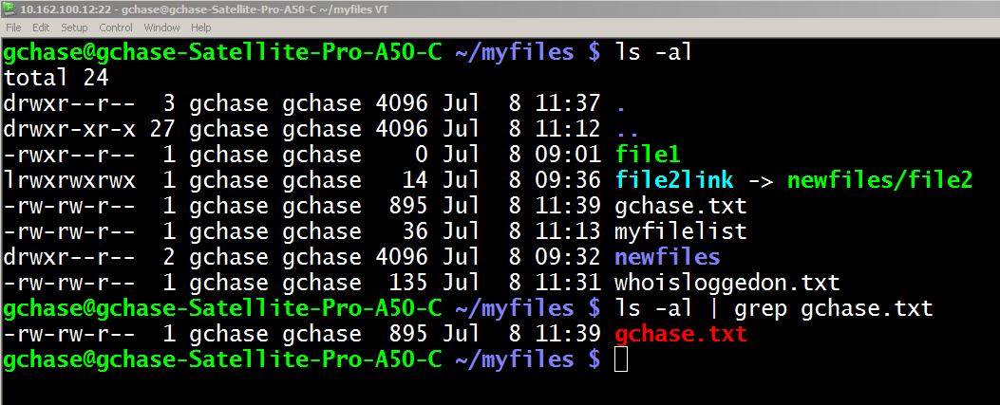 10.162.100.12:22 - gchase@gchase-Satellite-Pro-A50-C ~/myfiles VT
File Edit Setup Control Window Help
gchase@gchase-Satellite-Pro-A50-C ~/myfiles $ ls -al
total 24
drwxr--r--  3 gchase gchase 4096 Jul  8 11:37 .
drwxr-xr-x 27 gchase gchase 4096 Jul  8 11:12 ..
-rwxr--r--  1 gchase gchase    0 Jul  8 09:01 file1
lrwxrwxrwx  1 gchase gchase   14 Jul  8 09:36 file2link -> newfiles/file2
-rw-rw-r--  1 gchase gchase  895 Jul  8 11:39 gchase.txt
-rw-rw-r--  1 gchase gchase   36 Jul  8 11:13 myfilelist
drwxr--r--  2 gchase gchase 4096 Jul  8 09:32 newfiles
-rw-rw-r--  1 gchase gchase  135 Jul  8 11:31 whoisloggedon.txt
gchase@gchase-Satellite-Pro-A50-C ~/myfiles $ ls -al | grep gchase.txt
-rw-rw-r--  1 gchase gchase  895 Jul  8 11:39 gchase.txt
gchase@gchase-Satellite-Pro-A50-C ~/myfiles $